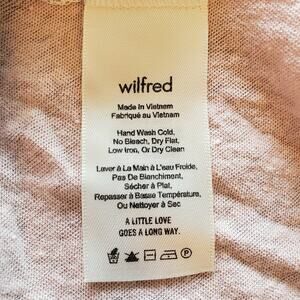 wilfred
Made in Vietnam
Fabriqué au Vietnam
Hand Wash Cold,
No Bleach, Dry Flat,
Low Iron, Or Dry Clean
Laver à La Main à L'eau Froide,
Pas De Blanchiment,
Sécher à Plat,
Repasser à Basse Température,
Ou Nettoyer à Sec
A LITTLE LOVE
GOES A LONG WAY.
P